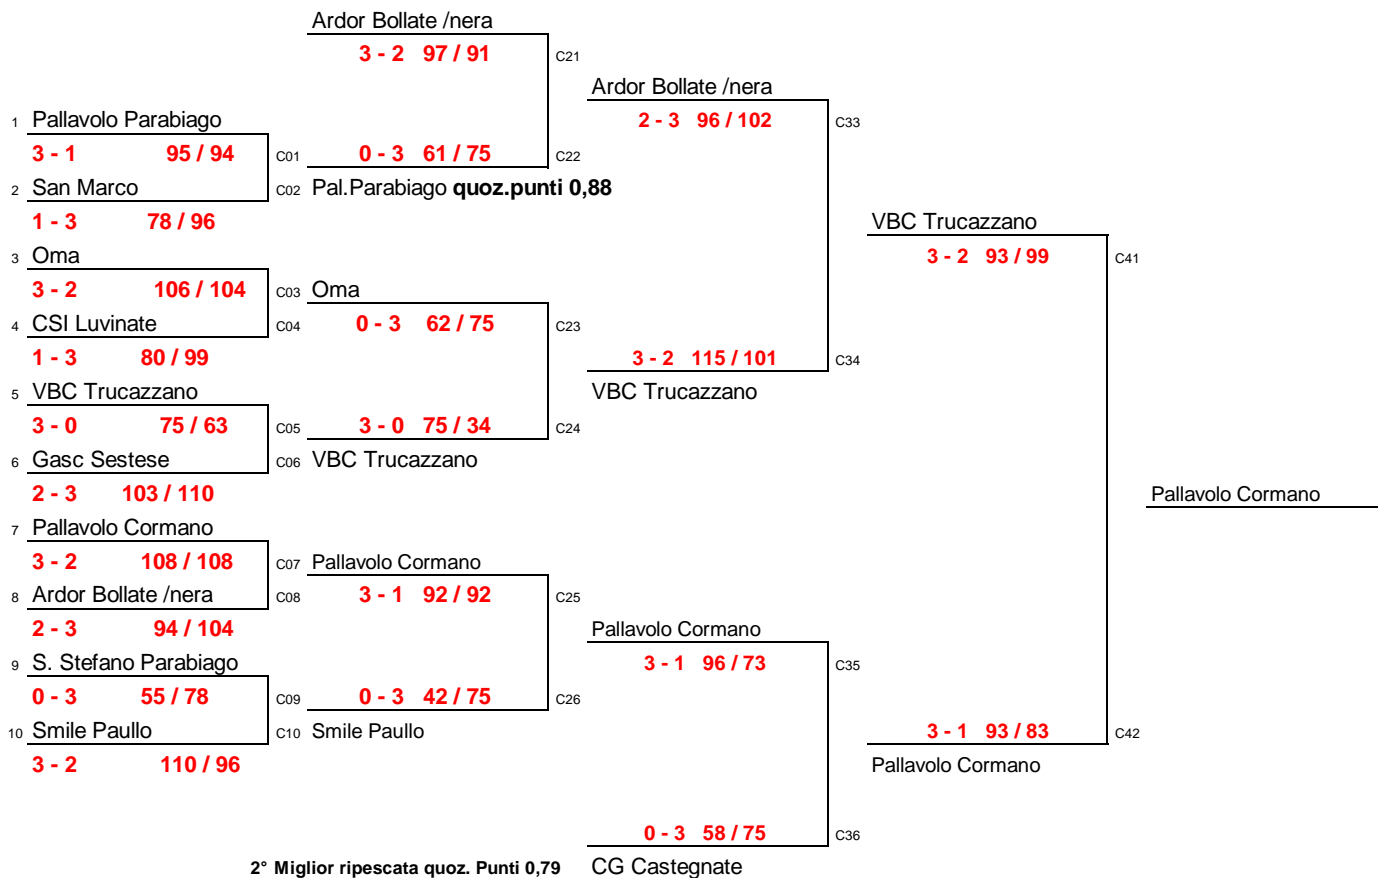 Ardor Bollate /nera
3 - 2 97 / 91 C21
Ardor Bollate /nera
1 Pallavolo Parabiago
2 - 3 96 / 102 C33
3 - 1 95 / 94 C01 0 - 3 61 / 75 C22
2 San Marco C02 Pal.Parabiago quoz.punti 0,88
1 - 3 78 / 96
VBC Trucazzano
3 Oma
3 - 2 93 / 99 C41
3 - 2 106 / 104 C03 Oma
4 CSI Luvinate C04 0 - 3 62 / 75 C23
1 - 3 80 / 99
3 - 2 115 / 101 C34
5 VBC Trucazzano
VBC Trucazzano
3 - 0 75 / 63 C05 3 - 0 75 / 34 C24
6 Gasc Sestese C06 VBC Trucazzano
2 - 3 103 / 110
Pallavolo Cormano
7 Pallavolo Cormano
3 - 2 108 / 108 C07 Pallavolo Cormano
8 Ardor Bollate /nera C08 3 - 1 92 / 92 C25
2 - 3 94 / 104
Pallavolo Cormano
9 S. Stefano Parabiago
3 - 1 96 / 73 C35
0 - 3 55 / 78 C09 0 - 3 42 / 75 C26
10 Smile Paullo C10 Smile Paullo
3 - 1 93 / 83 C42
3 - 2 110 / 96
Pallavolo Cormano
0 - 3 58 / 75 C36
2° Miglior ripescata quoz. Punti 0,79 CG Castegnate